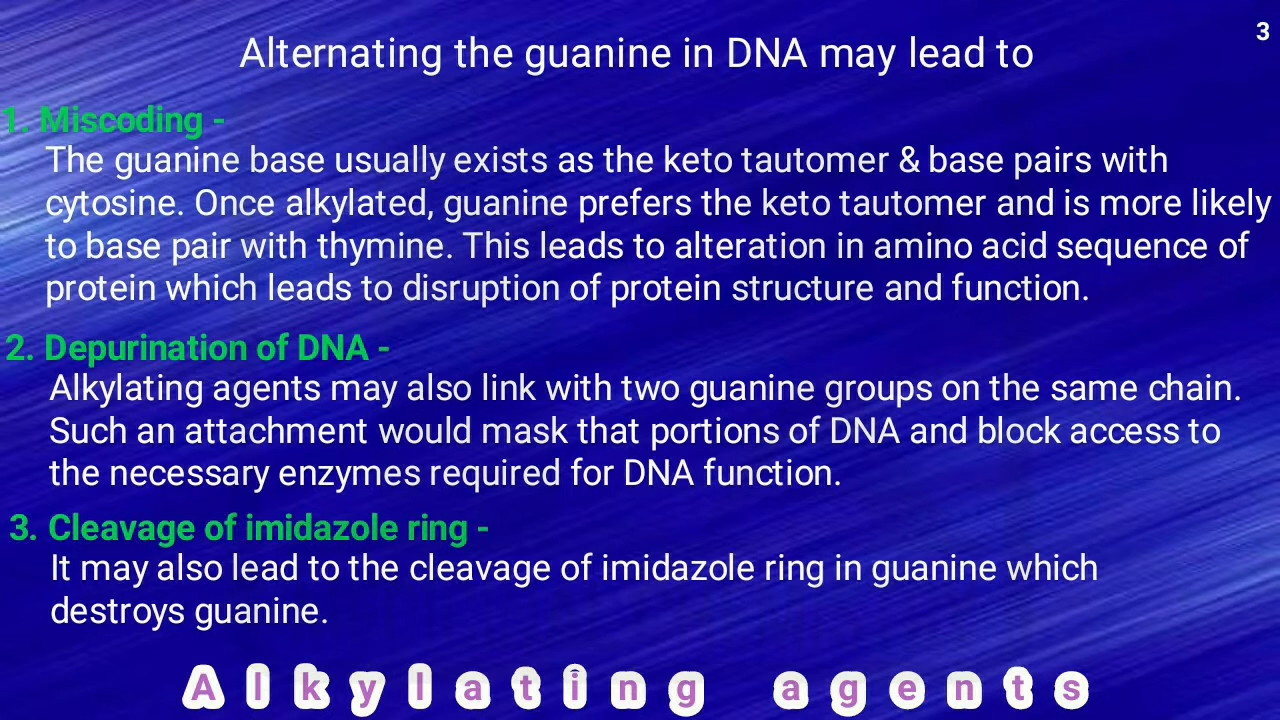 3
Alternating the guanine in DNA may lead to
1. Miscoding -
The guanine base usually exists as the keto tautomer & base pairs with
cytosine. Once alkylated, guanine prefers the keto tautomer and is more likely
to base pair with thymine. This leads to alteration in amino acid sequence of
protein which leads to disruption of protein structure and function.
2. Depurination of DNA -
Alkylating agents may also link with two guanine groups on the same chain.
Such an attachment would mask that portions of DNA and block access to
the necessary enzymes required for DNA function.
3. Cleavage of imidazole ring -
It may also lead to the cleavage of imidazole ring in guanine which
destroys guanine.
Alkylating agents